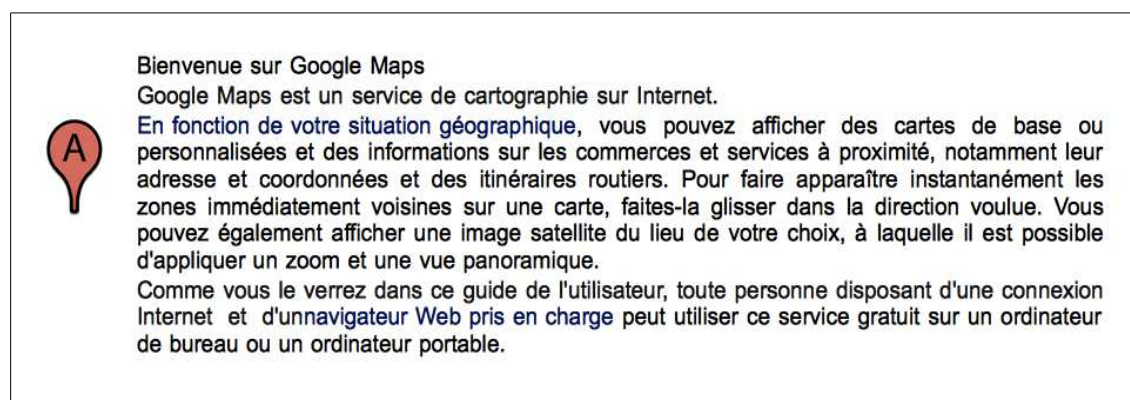 Bienvenue sur Google Maps
Google Maps est un service de cartographie sur Internet.
A
En fonction de votre situation géographique, vous pouvez afficher des cartes de base ou
personnalisées et des informations sur les commerces et services à proximité, notamment leur
adresse et coordonnées et des itinéraires routiers. Pour faire apparaître instantanément les
zones immédiatement voisines sur une carte, faites-la glisser dans la direction voulue. Vous
pouvez également afficher une image satellite du lieu de votre choix, à laquelle il est possible
d'appliquer un zoom et une vue panoramique.
Comme vous le verrez dans ce guide de l'utilisateur, toute personne disposant d'une connexion
Internet et d'unnavigateur Web pris en charge peut utiliser ce service gratuit sur un ordinateur
de bureau ou un ordinateur portable.